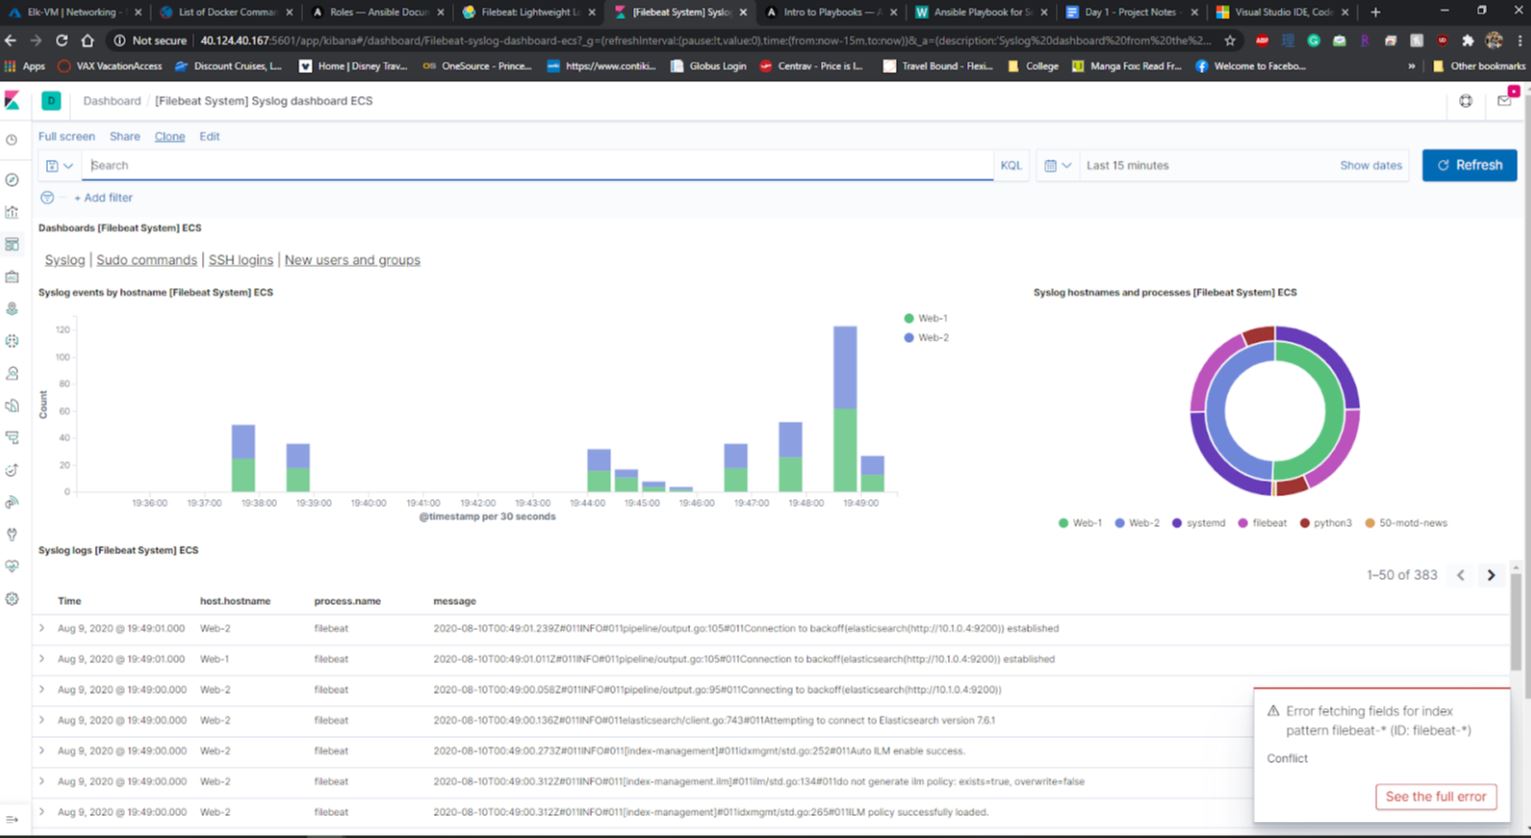 Elk-VM | Networking -
List of Docker Comman
Roles — Ansible Docun
Filebeat: Lightweight Lo
[Filebeat System] Syslog
Intro to Playbooks — A
Ansible Playbook for S
Day 1 - Project Notes -
Visual Studio IDE, Code
Not secure | 40.124.40.167:5601/app/kibana#/dashboard/Filebeat-syslog-dashboard-ecs?_g=(refreshInterval:(pause:!t,value:0),time:(from:now-15m,to:now))&_a=(description:'Syslog%20dashboard%20from%20the%2...
Apps
VAX VacationAccess
Discount Cruises, L...
Home | Disney Trav...
OneSource - Prince...
https://www.contiki...
Globus Login
Centrav - Price is l...
Travel Bound - Flexi...
College
Manga Fox: Read Fr...
Welcome to Facebo...
»
Other bookmarks
D Dashboard / [Filebeat System] Syslog dashboard ECS
Full screen Share Clone Edit
Search KQL Last 15 minutes Show dates Refresh
+ Add filter
Dashboards [Filebeat System] ECS
Syslog | Sudo commands | SSH logins | New users and groups
Syslog events by hostname [Filebeat System] ECS
Count
120
100
80
60
40
20
0
19:36:00 19:37:00 19:38:00 19:39:00 19:40:00 19:41:00 19:42:00 19:43:00 19:44:00 19:45:00 19:46:00 19:47:00 19:48:00 19:49:00
@timestamp per 30 seconds
Web-1
Web-2
Syslog hostnames and processes [Filebeat System] ECS
Web-1 Web-2 systemd filebeat python3 50-motd-news
Syslog logs [Filebeat System] ECS
1–50 of 383
Time host.hostname process.name message
Aug 9, 2020 @ 19:49:01.000 Web-2 filebeat 2020-08-10T00:49:01.239Z#011INFO#011pipeline/output.go:105#011Connection to backoff(elasticsearch(http://10.1.0.4:9200)) established
Aug 9, 2020 @ 19:49:01.000 Web-1 filebeat 2020-08-10T00:49:01.011Z#011INFO#011pipeline/output.go:105#011Connection to backoff(elasticsearch(http://10.1.0.4:9200)) established
Aug 9, 2020 @ 19:49:00.000 Web-2 filebeat 2020-08-10T00:49:00.058Z#011INFO#011pipeline/output.go:95#011Connecting to backoff(elasticsearch(http://10.1.0.4:9200))
Aug 9, 2020 @ 19:49:00.000 Web-2 filebeat 2020-08-10T00:49:00.136Z#011INFO#011elasticsearch/client.go:743#011Attempting to connect to Elasticsearch version 7.6.1
Aug 9, 2020 @ 19:49:00.000 Web-2 filebeat 2020-08-10T00:49:00.273Z#011INFO#011[index-management]#011idxmgmt/std.go:252#011Auto ILM enable success.
Aug 9, 2020 @ 19:49:00.000 Web-2 filebeat 2020-08-10T00:49:00.312Z#011INFO#011[index-management.ilm]#011ilm/std.go:134#011do not generate ilm policy: exists=true, overwrite=false
Aug 9, 2020 @ 19:49:00.000 Web-2 filebeat 2020-08-10T00:49:00.312Z#011INFO#011[index-management]#011idxmgmt/std.go:265#011ILM policy successfully loaded.
Error fetching fields for index
pattern filebeat-* (ID: filebeat-*)
Conflict
See the full error